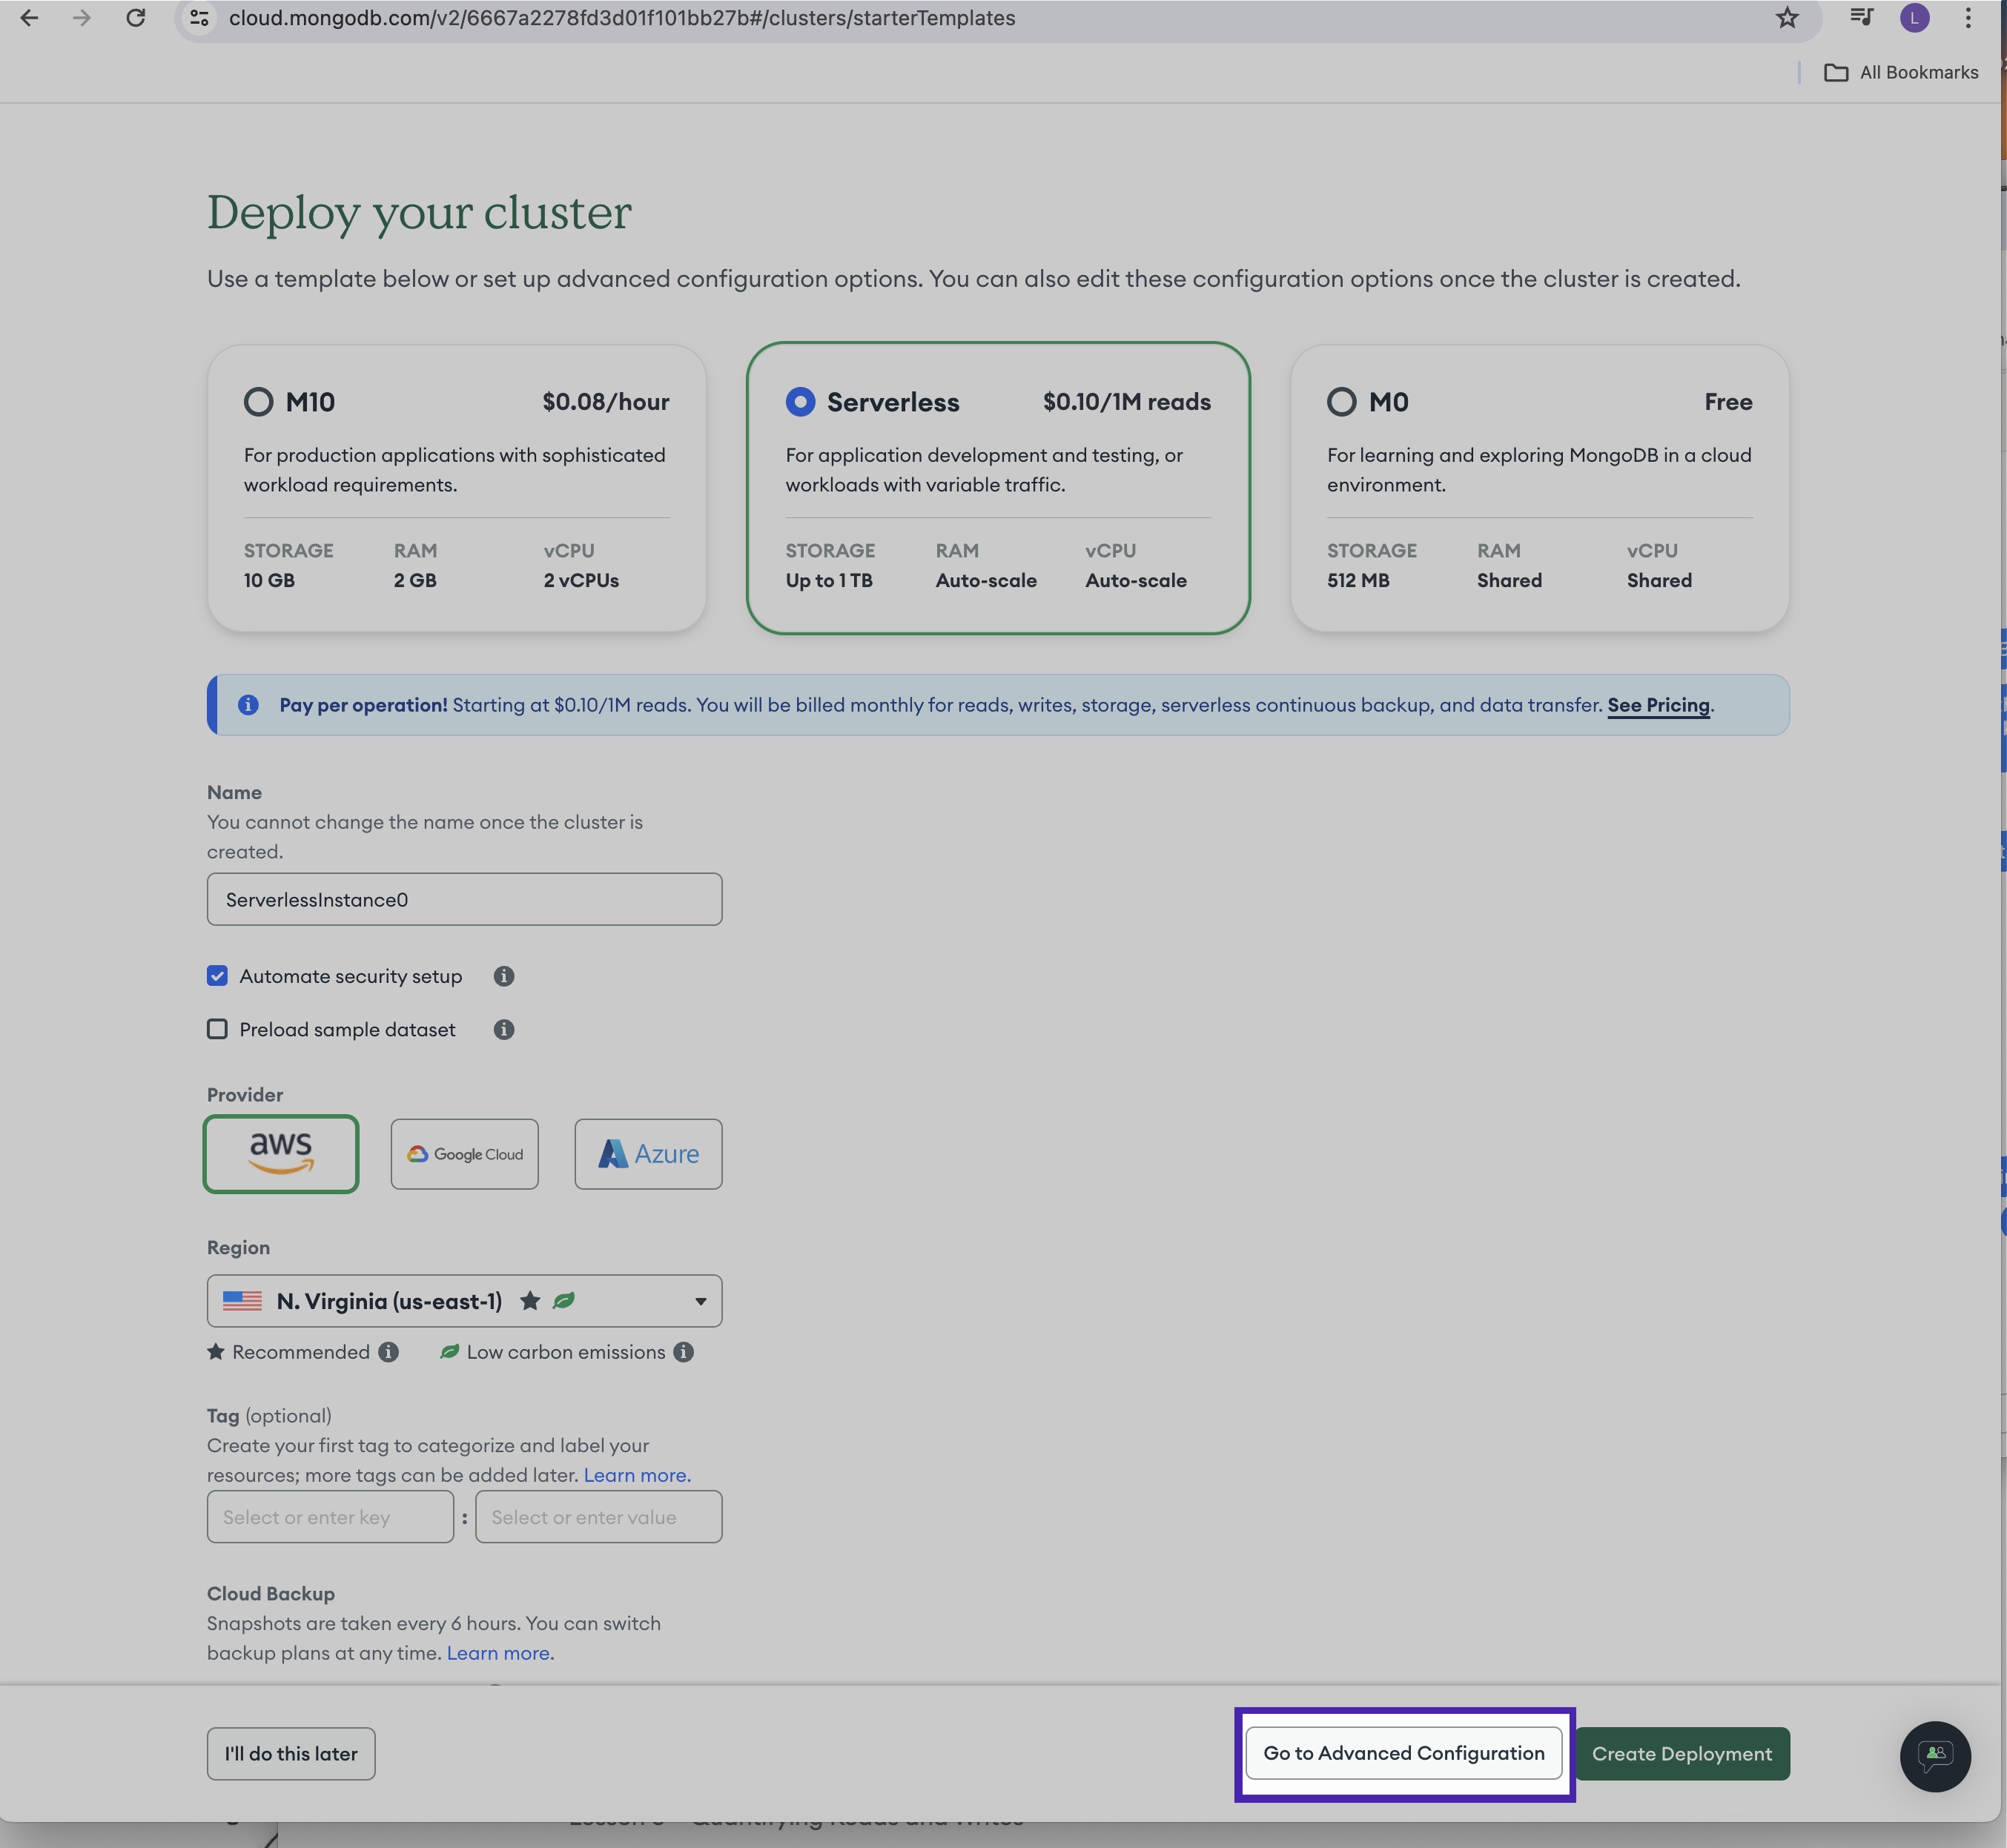 cloud.mongodb.com/v2/6667a2278fd3d01f101bb27b#/clusters/starterTemplates
L
All Bookmarks
Deploy your cluster
Use a template below or set up advanced configuration options. You can also edit these configuration options once the cluster is created.
M10 $0.08/hour
For production applications with sophisticated
workload requirements.
STORAGE RAM vCPU
10 GB 2 GB 2 vCPUs
Serverless $0.10/1M reads
For application development and testing, or
workloads with variable traffic.
STORAGE RAM vCPU
Up to 1 TB Auto-scale Auto-scale
M0 Free
For learning and exploring MongoDB in a cloud
environment.
STORAGE RAM vCPU
512 MB Shared Shared
Pay per operation! Starting at $0.10/1M reads. You will be billed monthly for reads, writes, storage, serverless continuous backup, and data transfer. See Pricing.
Name
You cannot change the name once the cluster is
created.
ServerlessInstance0
Automate security setup
Preload sample dataset
Provider
aws
Google Cloud
Azure
Region
N. Virginia (us-east-1)
Recommended Low carbon emissions
Tag (optional)
Create your first tag to categorize and label your
resources; more tags can be added later. Learn more.
Select or enter key : Select or enter value
Cloud Backup
Snapshots are taken every 6 hours. You can switch
backup plans at any time. Learn more.
I'll do this later
Go to Advanced Configuration
Create Deployment
Quantifying Reads and Writes